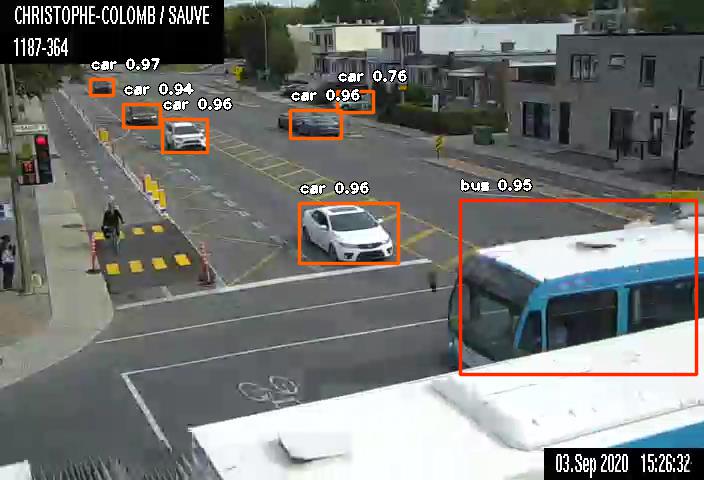 CHRISTOPHE-COLOMB / SAUVE
1187-364
car 0.97
car 0.76
car 0.94
car 0.96
car 0.96
car 0.96
bus 0.95
03.Sep 2020 15:26:32